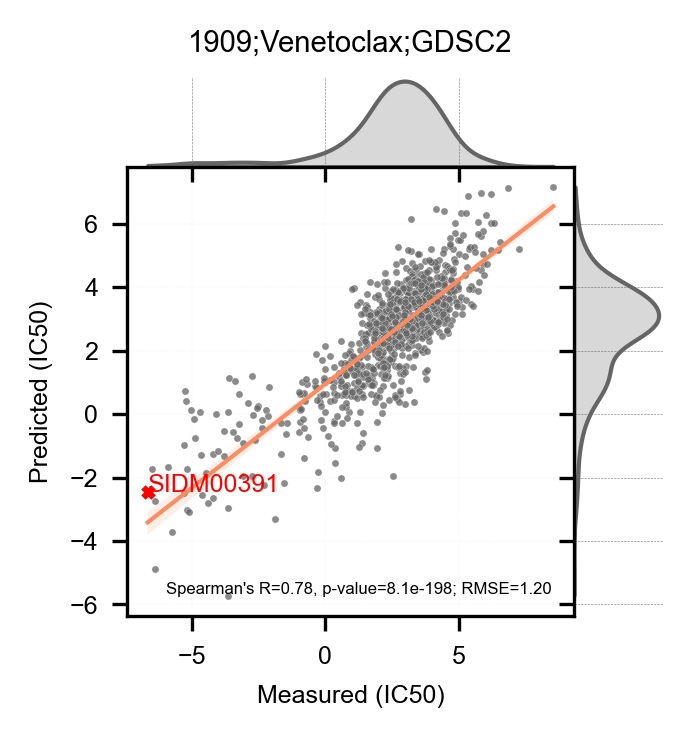 1909;Venetoclax;GDSC2
Predicted (IC50)
6
4
2
0
−2
−4
−6
SIDM00391
Spearman's R=0.78, p-value=8.1e-198; RMSE=1.20
−5 0 5
Measured (IC50)